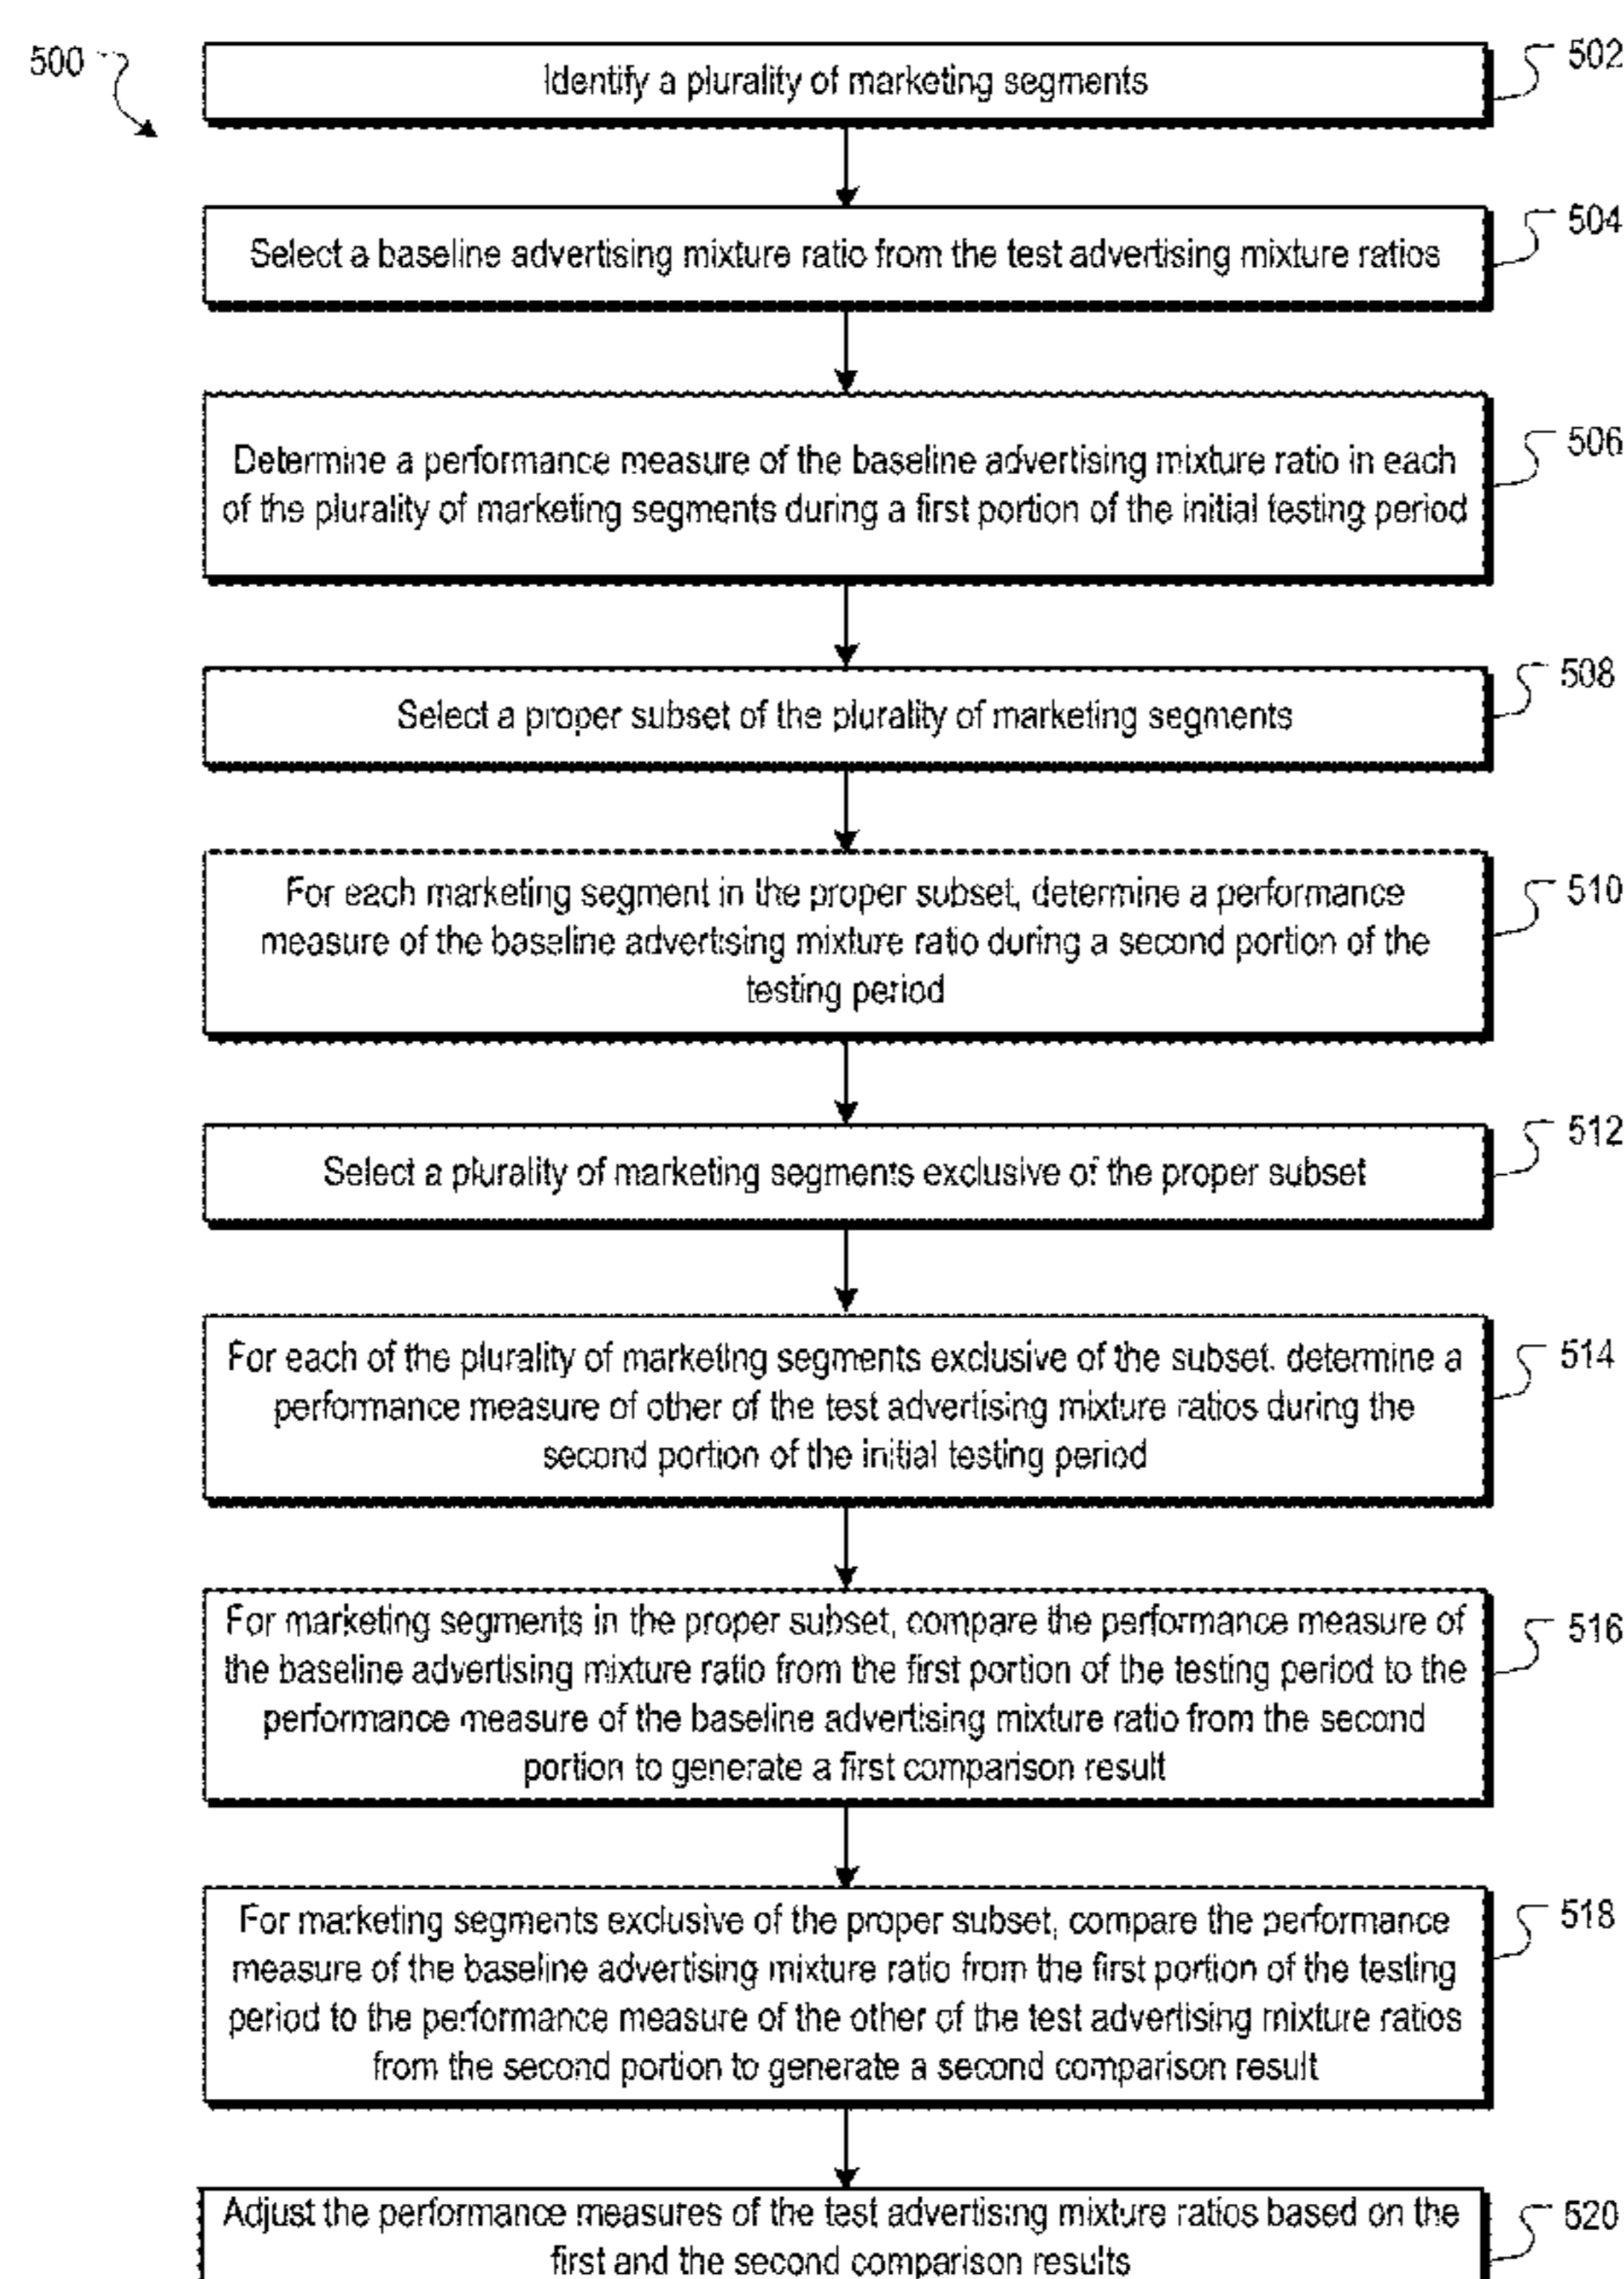 500
Identify a plurality of marketing segments
502
Select a baseline advertising mixture ratio from the test advertising mixture ratios
504
Determine a performance measure of the baseline advertising mixture ratio in each
of the plurality of marketing segments during a first portion of the initial testing period
506
Select a proper subset of the plurality of marketing segments
508
For each marketing segment in the proper subset, determine a performance
measure of the baseline advertising mixture ratio during a second portion of the
testing period
510
Select a plurality of marketing segments exclusive of the proper subset
512
For each of the plurality of marketing segments exclusive of the subset, determine a
performance measure of other of the test advertising mixture ratios during the
second portion of the initial testing period
514
For marketing segments in the proper subset, compare the performance measure of
the baseline advertising mixture ratio from the first portion of the testing period to the
performance measure of the baseline advertising mixture ratio from the second
portion to generate a first comparison result
516
For marketing segments exclusive of the proper subset, compare the performance
measure of the baseline advertising mixture ratio from the first portion of the testing
period to the performance measure of the other of the test advertising mixture ratios
from the second portion to generate a second comparison result
518
Adjust the performance measures of the test advertising mixture ratios based on the
first and the second comparison results
520